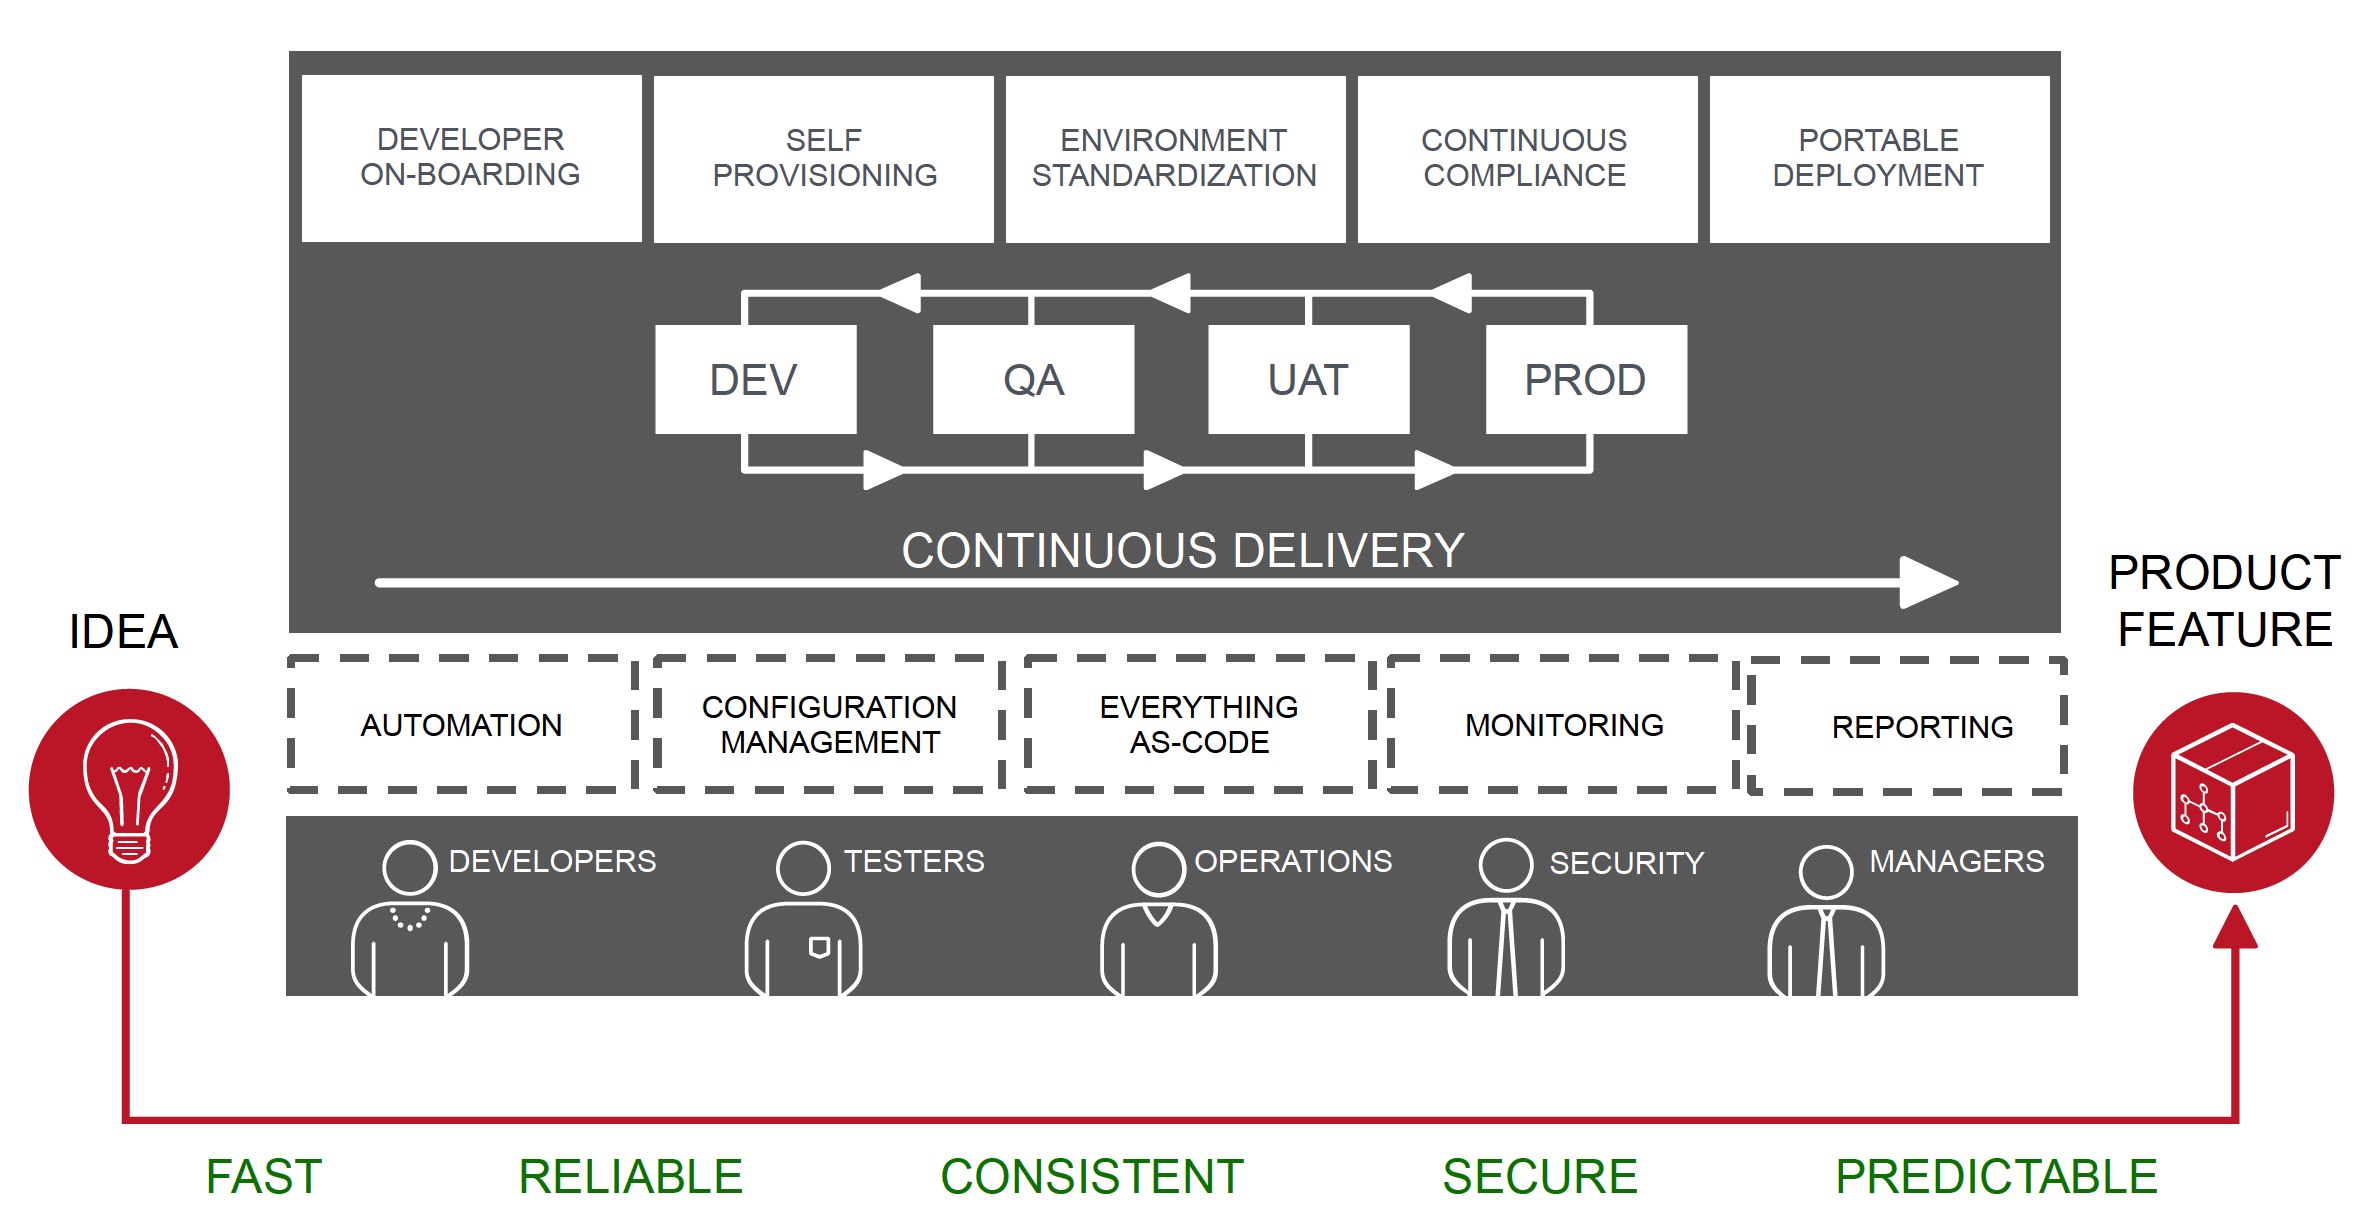 DEVELOPER
ON-BOARDING
SELF
PROVISIONING
ENVIRONMENT
STANDARDIZATION
CONTINUOUS
COMPLIANCE
PORTABLE
DEPLOYMENT
DEV
QA
UAT
PROD
CONTINUOUS DELIVERY
IDEA
PRODUCT
FEATURE
AUTOMATION
CONFIGURATION
MANAGEMENT
EVERYTHING
AS-CODE
MONITORING
REPORTING
DEVELOPERS
TESTERS
OPERATIONS
SECURITY
MANAGERS
FAST
RELIABLE
CONSISTENT
SECURE
PREDICTABLE